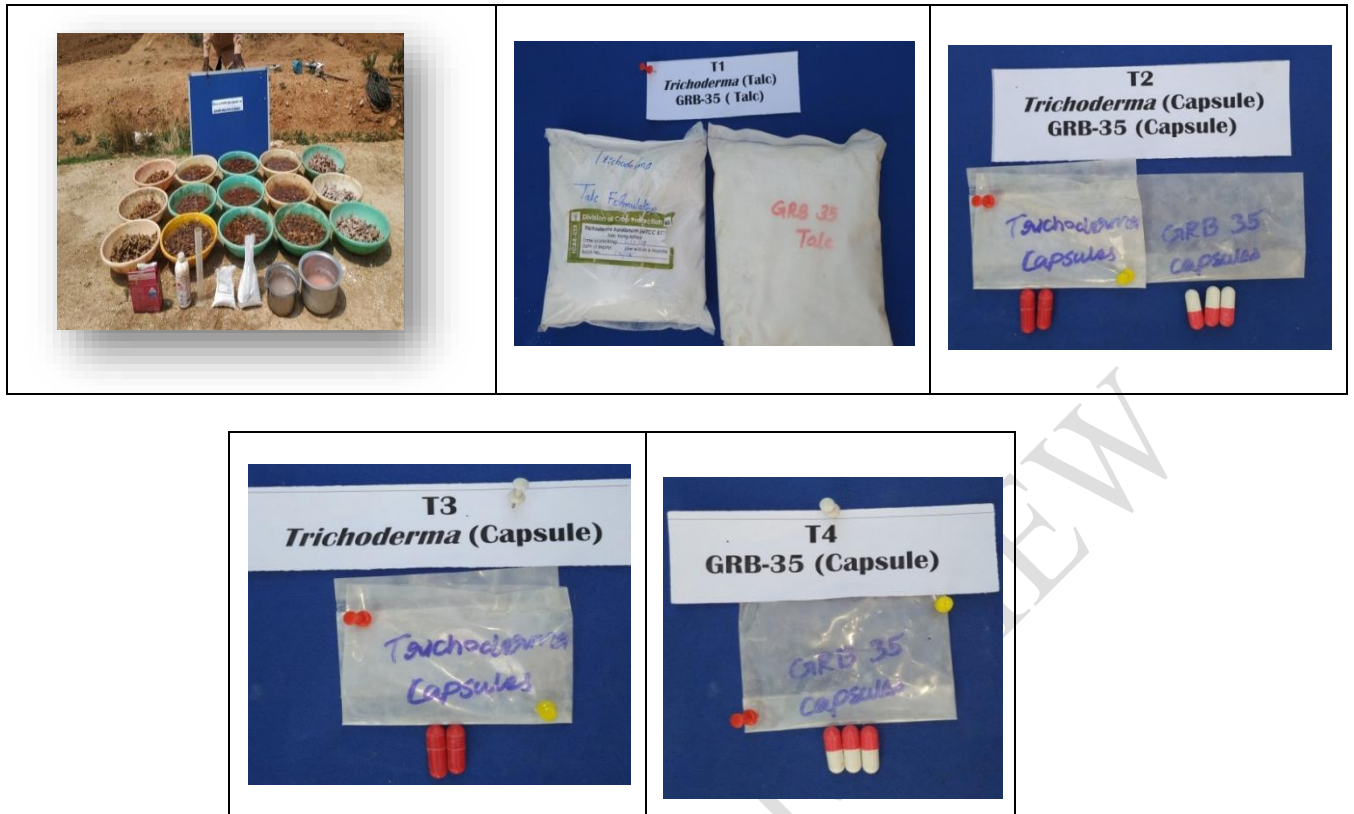 T1
Trichoderma (Talc)
GRB-35 ( Talc)
Trichoderma
Talc Formulation
Division of Crop Protection
GRB 35
Talc
T2
Trichoderma (Capsule)
GRB-35 (Capsule)
Trichoderma
Capsules
GRB 35
Capsules
T3
Trichoderma (Capsule)
Trichoderma
Capsules
T4
GRB-35 (Capsule)
GRB 35
Capsules
EW